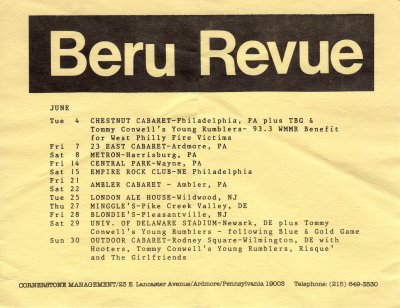 Beru Revue
JUNE
Tue 4 CHESTNUT CABARET-Philadelphia, PA plus TBG &
Tommy Conwell's Young Rumblers- 93.3 WMMR Benefit
for West Philly Fire Victims
Fri 7 23 EAST CABARET-Ardmore, PA
Sat 8 METRON-Harrisburg, PA
Fri 14 CENTRAL PARK-Wayne, PA
Sat 15 EMPIRE ROCK CLUB-NE Philadelphia
Fri 21
Sat 22 AMBLER CABARET - Ambler, PA
Tue 25 LONDON ALE HOUSE-Wildwood, NJ
Thu 27 MINGGLE'S-Pike Creek Valley, DE
Fri 28 BLONDIE'S-Pleasantville, NJ
Sat 29 UNIV. OF DELAWARE STADIUM-Newark, DE plus Tommy
Conwell's Young Rumblers - following Blue & Gold Game
Sun 30 OUTDOOR CABARET-Rodney Square-Wilmington, DE with
Hooters, Tommy Conwell's Young Rumblers, Risque'
and The Girlfriends
CORNERSTONE MANAGEMENT/23 E. Lancaster Avenue/Ardmore/Pennsylvania 19003 Telephone: (215) 649-3530